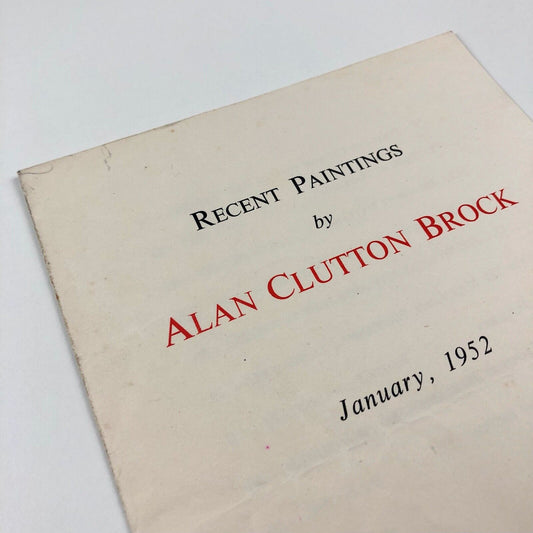 RECENT PAINTINGS
by
ALAN CLUTTON BROCK
January, 1952